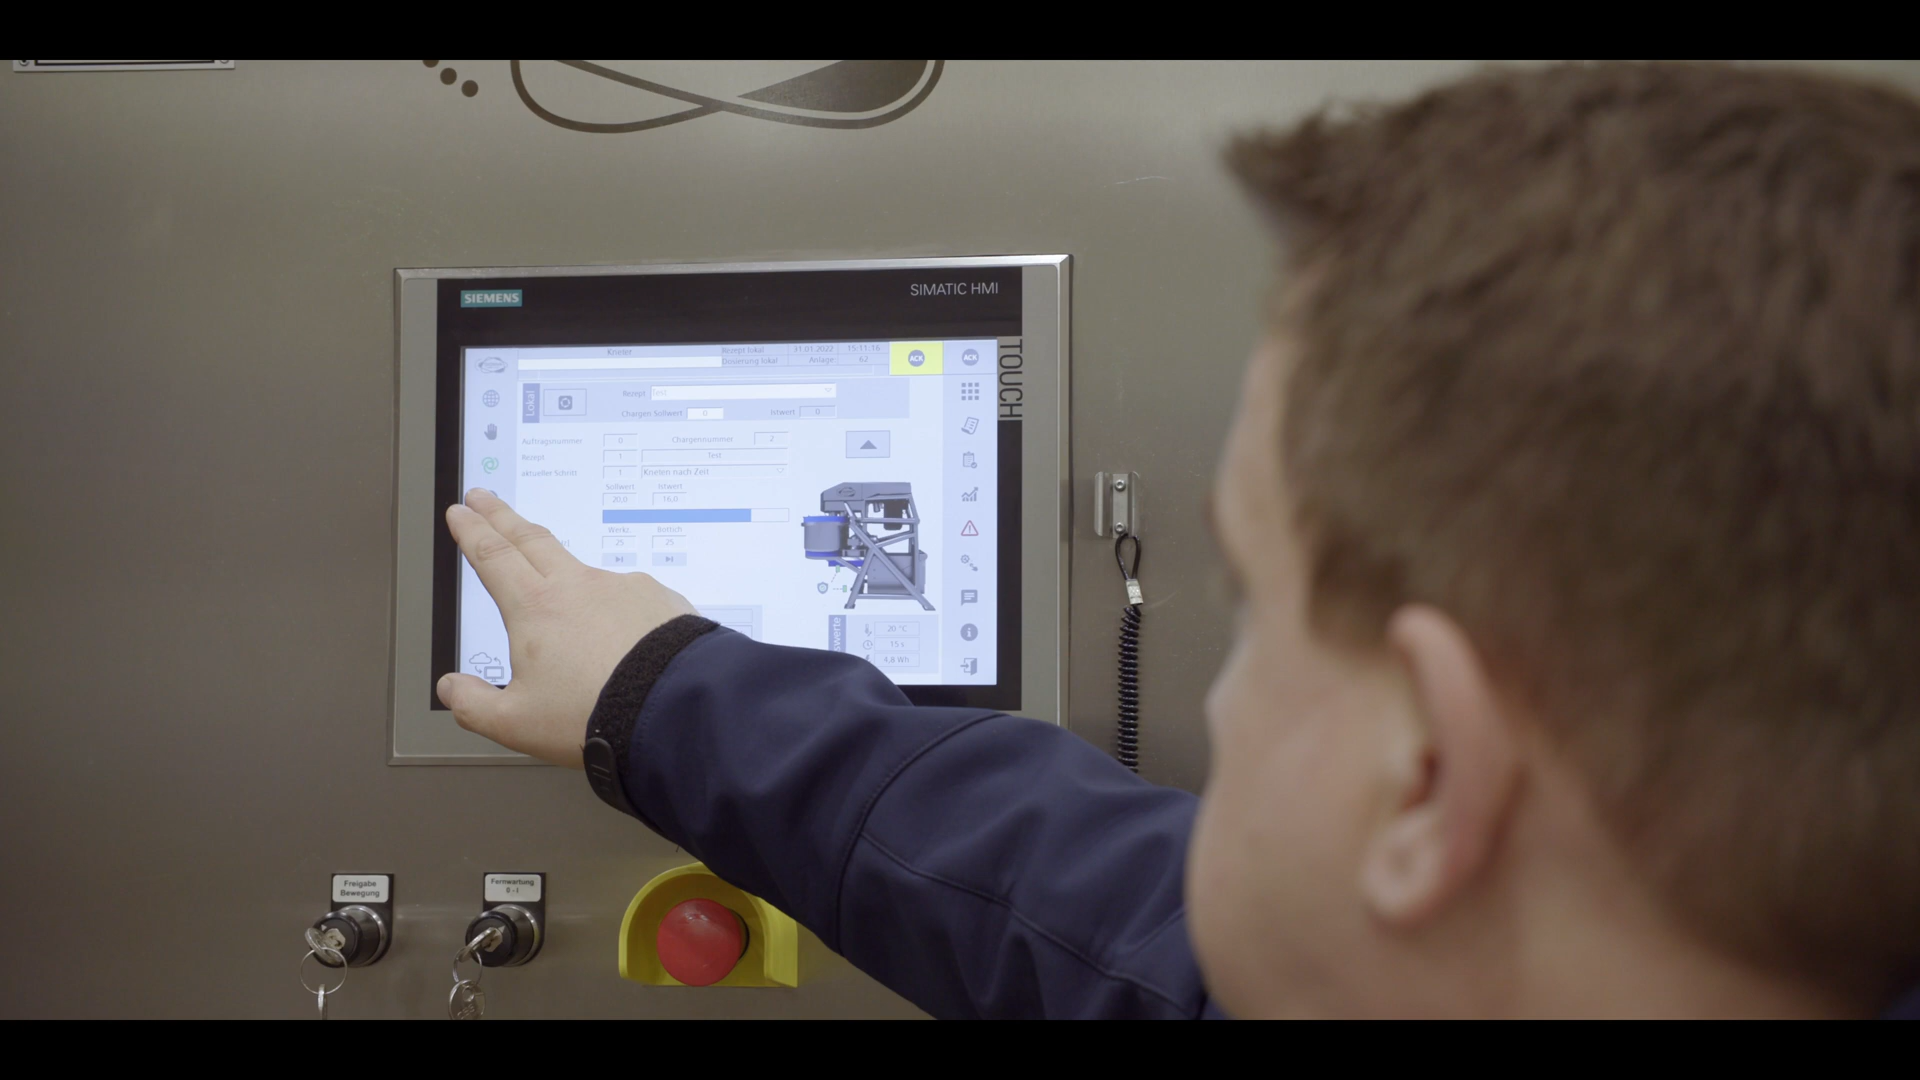 SIEMENS
SIMATIC HMI
TOUCH
Kneter
Rezept lokal
31.01.2022
15:11:16
Dosierung lokal
Anlage:
62
ACK
ACK
Lokal
Rezept
Test
Chargen Sollwert
0
Istwert
0
Auftragsnummer
0
Chargennummer
2
Rezept
1
Test
aktueller Schritt
1
Kneten nach Zeit
Sollwert
Istwert
20,0
16,0
Werkz.
Bottich
25
25
20 °C
15 s
4,8 Wh
Freigabe
Bewegung
Fernwartung
0 - I